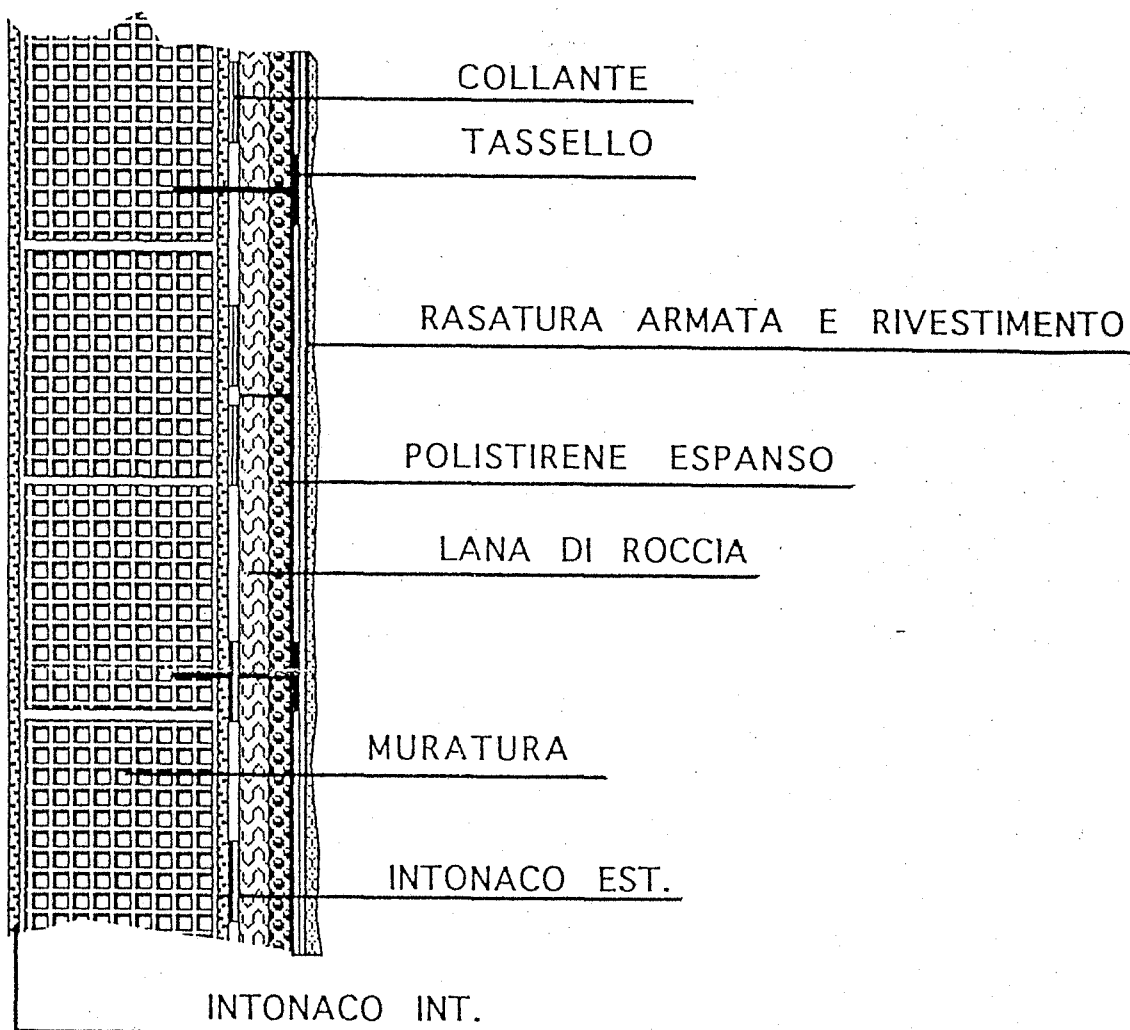 COLLANTE
TASSELLO
RASATURA ARMATA E RIVESTIMENTO
POLISTIRENE ESPANSO
LANA DI ROCCIA
MURATURA
INTONACO EST.
INTONACO INT.